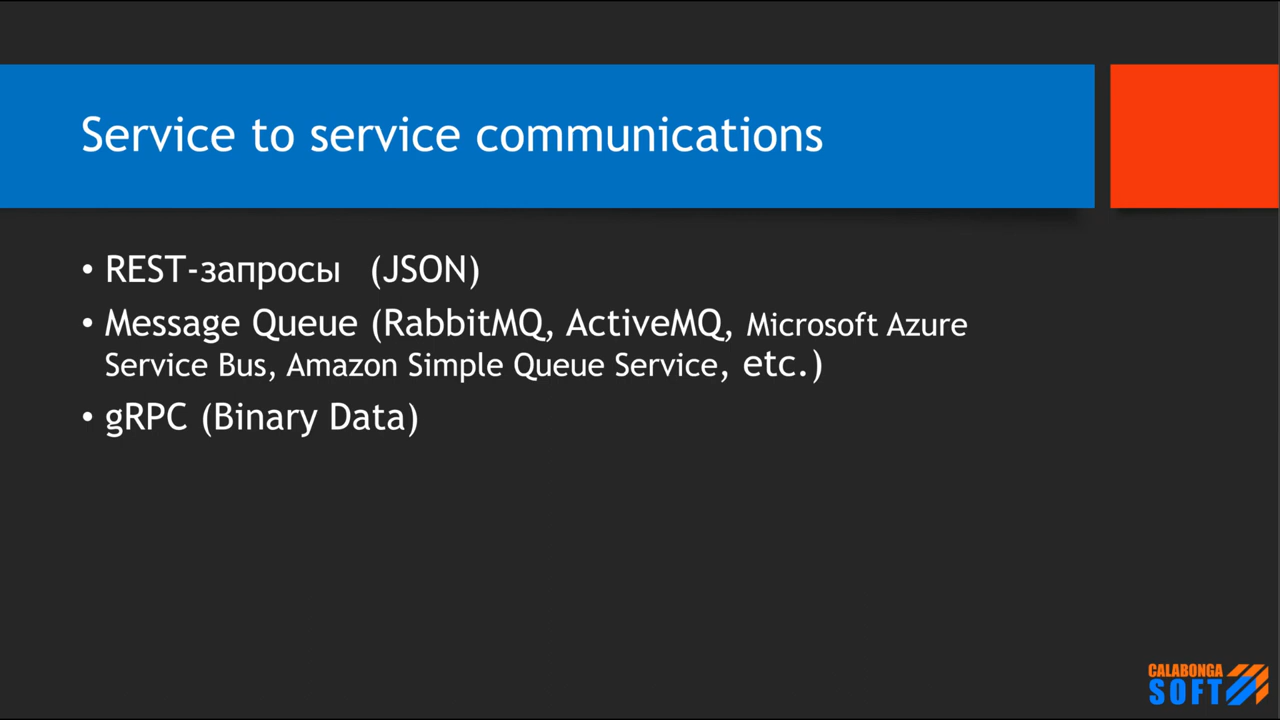 Service to service communications
• REST-запросы (JSON)
• Message Queue (RabbitMQ, ActiveMQ, Microsoft Azure
Service Bus, Amazon Simple Queue Service, etc.)
• gRPC (Binary Data)
CALABONGA
SOFT